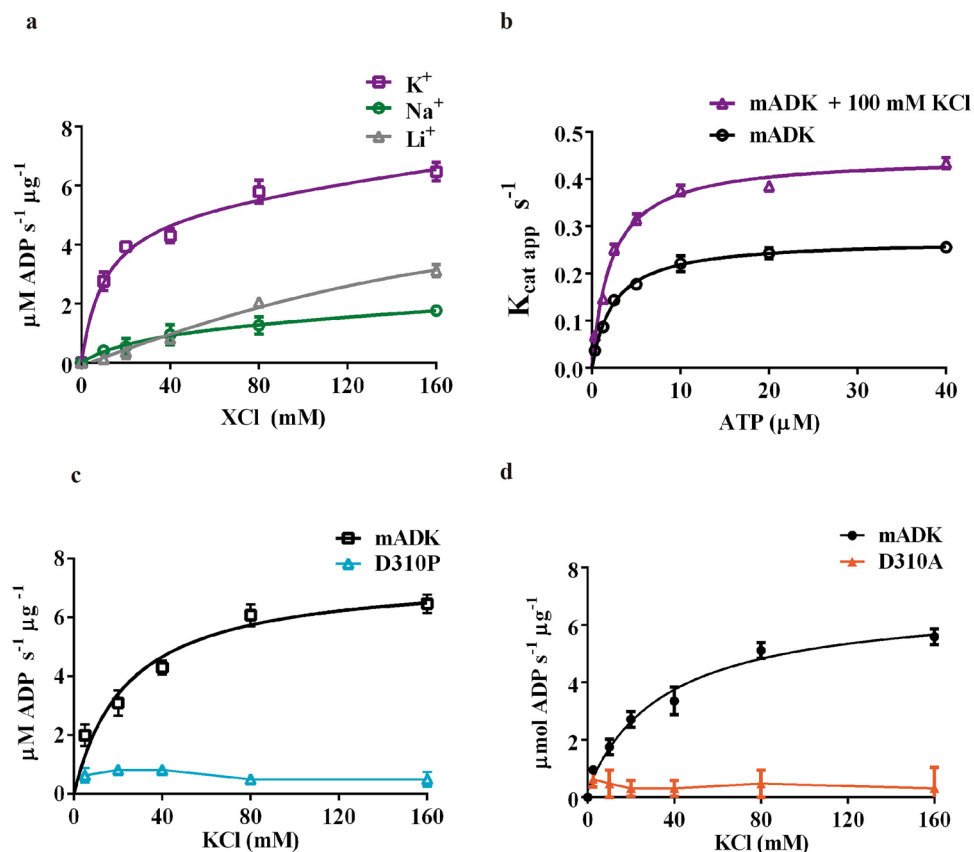 a
K⁺
Na⁺
Li⁺
8
6
4
2
0
0 40 80 120 160
μM ADP s⁻¹ μg⁻¹
XCl (mM)
b
mADK + 100 mM KCl
mADK
0.5
0.4
0.3
0.2
0.1
0.0
0 10 20 30 40
K_cat app s⁻¹
ATP (μM)
c
mADK
D310P
8
6
4
2
0
0 40 80 120 160
μM ADP s⁻¹ μg⁻¹
KCl (mM)
d
mADK
D310A
8
6
4
2
0
0 40 80 120 160
μmol ADP s⁻¹ μg⁻¹
KCl (mM)